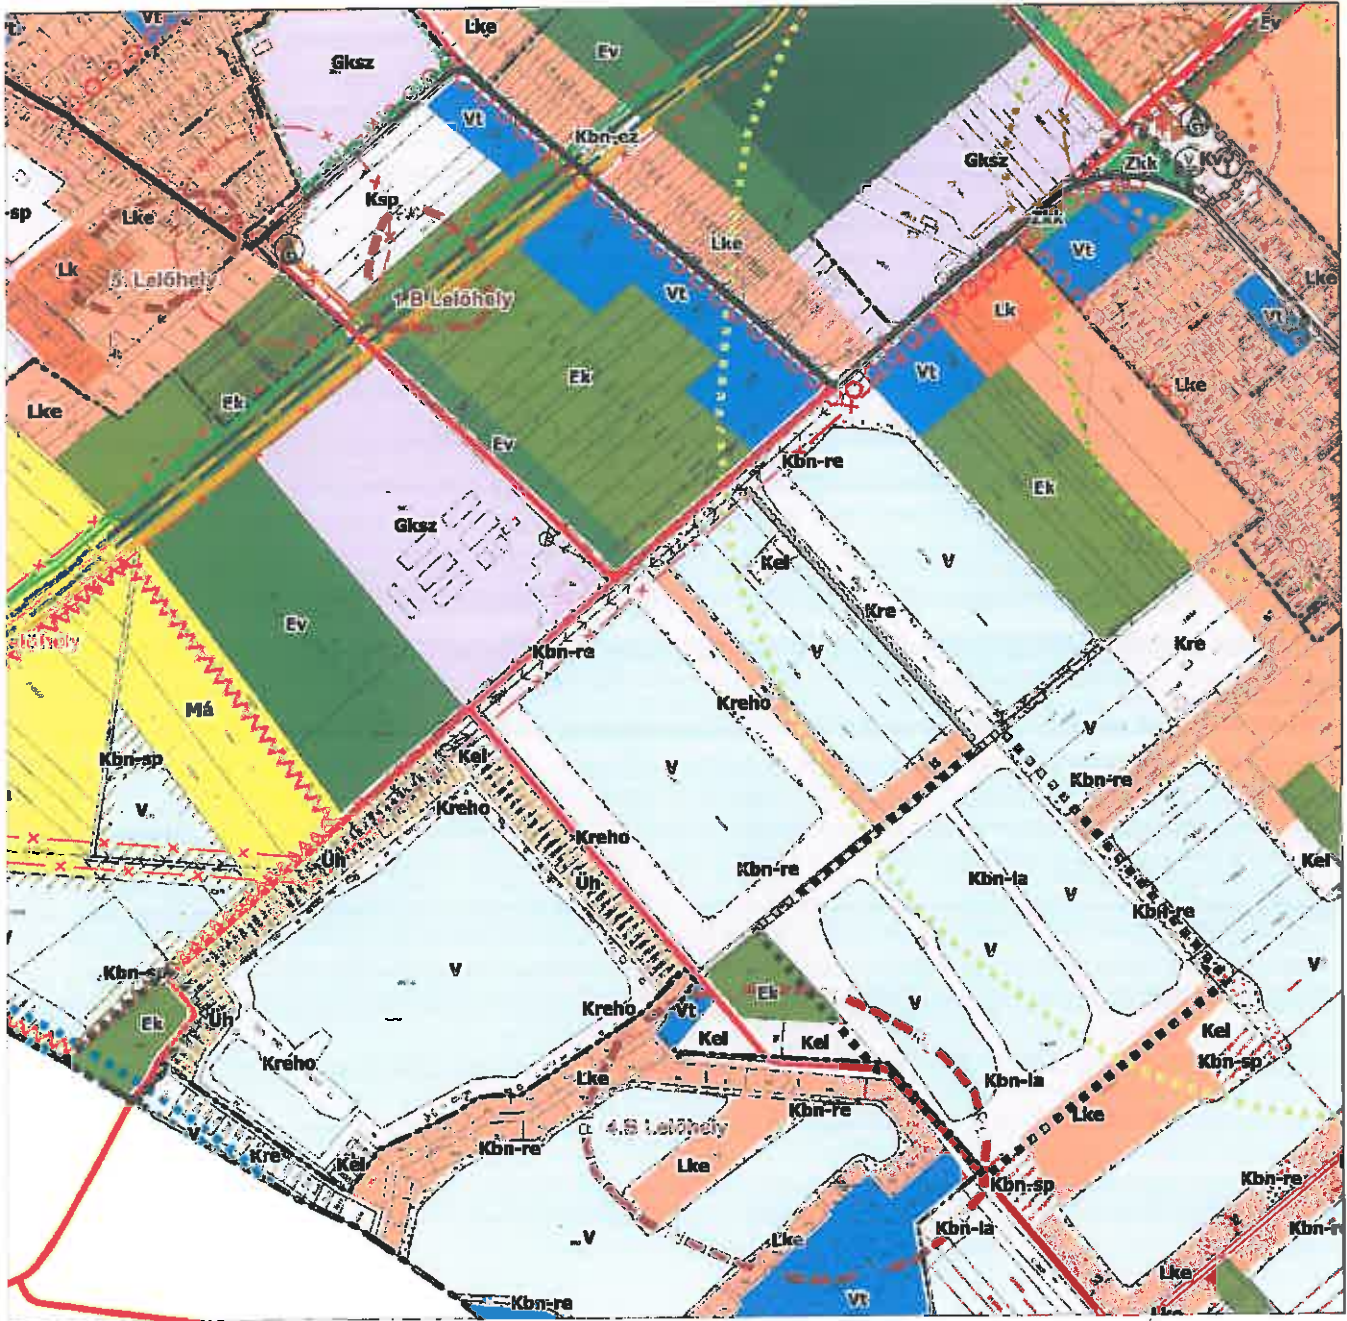 Vt
Lke
Ev
Ev
Gksz
Vt
Kbn-ez
Gksz
Zkk
Kv
-sp
Lke
Ksp
Lke
Vt
Lk
5. Lelőhely
1.B Lelőhely
Vt
Lk
Lke
Vt
Ek
Vt
Lke
Lke
Ek
Ev
Kbn-re
Ek
Gksz
V
Kel
Kre
Ev
Kbn-re
V
Kre
lőhely
Má
Kreho
V
Kbn-sp
Kel
V
Kbn-re
V
Kreho
Kreho
Üh
Kbn-re
Kel
Üh
Kbn-la
V
Kbn-re
V
V
V
Kbn-sp
Ek
V
Ek
Üh
Kreho
Vt
Kel
Kel
Kel
Kbn-sp
Kreho
Lke
Kbn-la
Kbn-re
Lke
4.B Lelőhely
V
Kre
Kel
Kbn-re
Lke
Kbn-sp
Kbn-re
V
Lke
Kbn-la
Kbn-re
Lke
Kbn-re
Vt
Lke